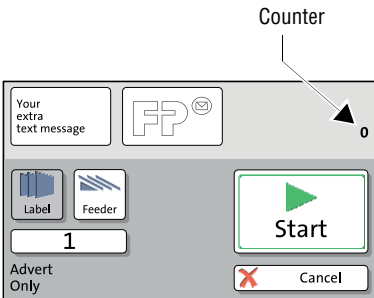 Counter
Your
extra
text message
FP®
0
Label
Feeder
1
Start
Advert
Only
Cancel